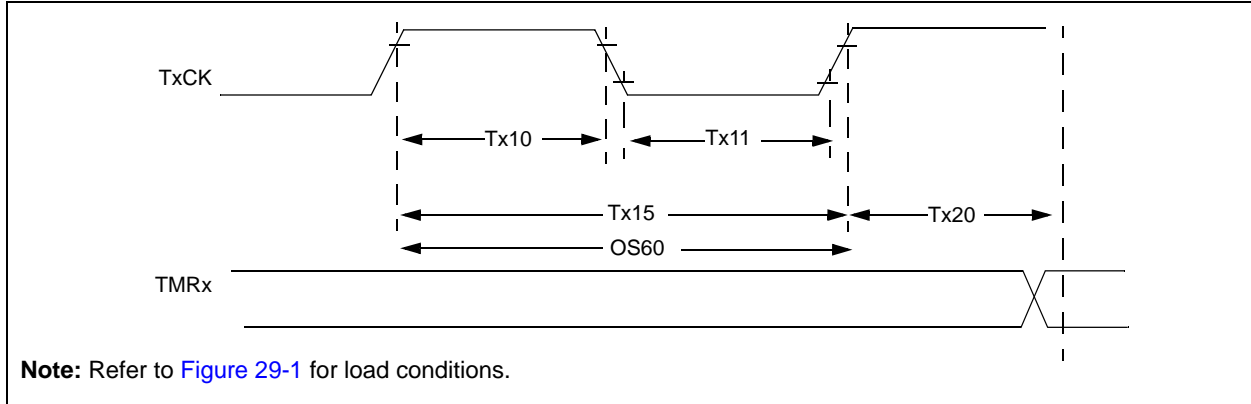 TxCK
Tx10
Tx11
Tx15
Tx20
OS60
TMRx
Note: Refer to Figure 29-1 for load conditions.